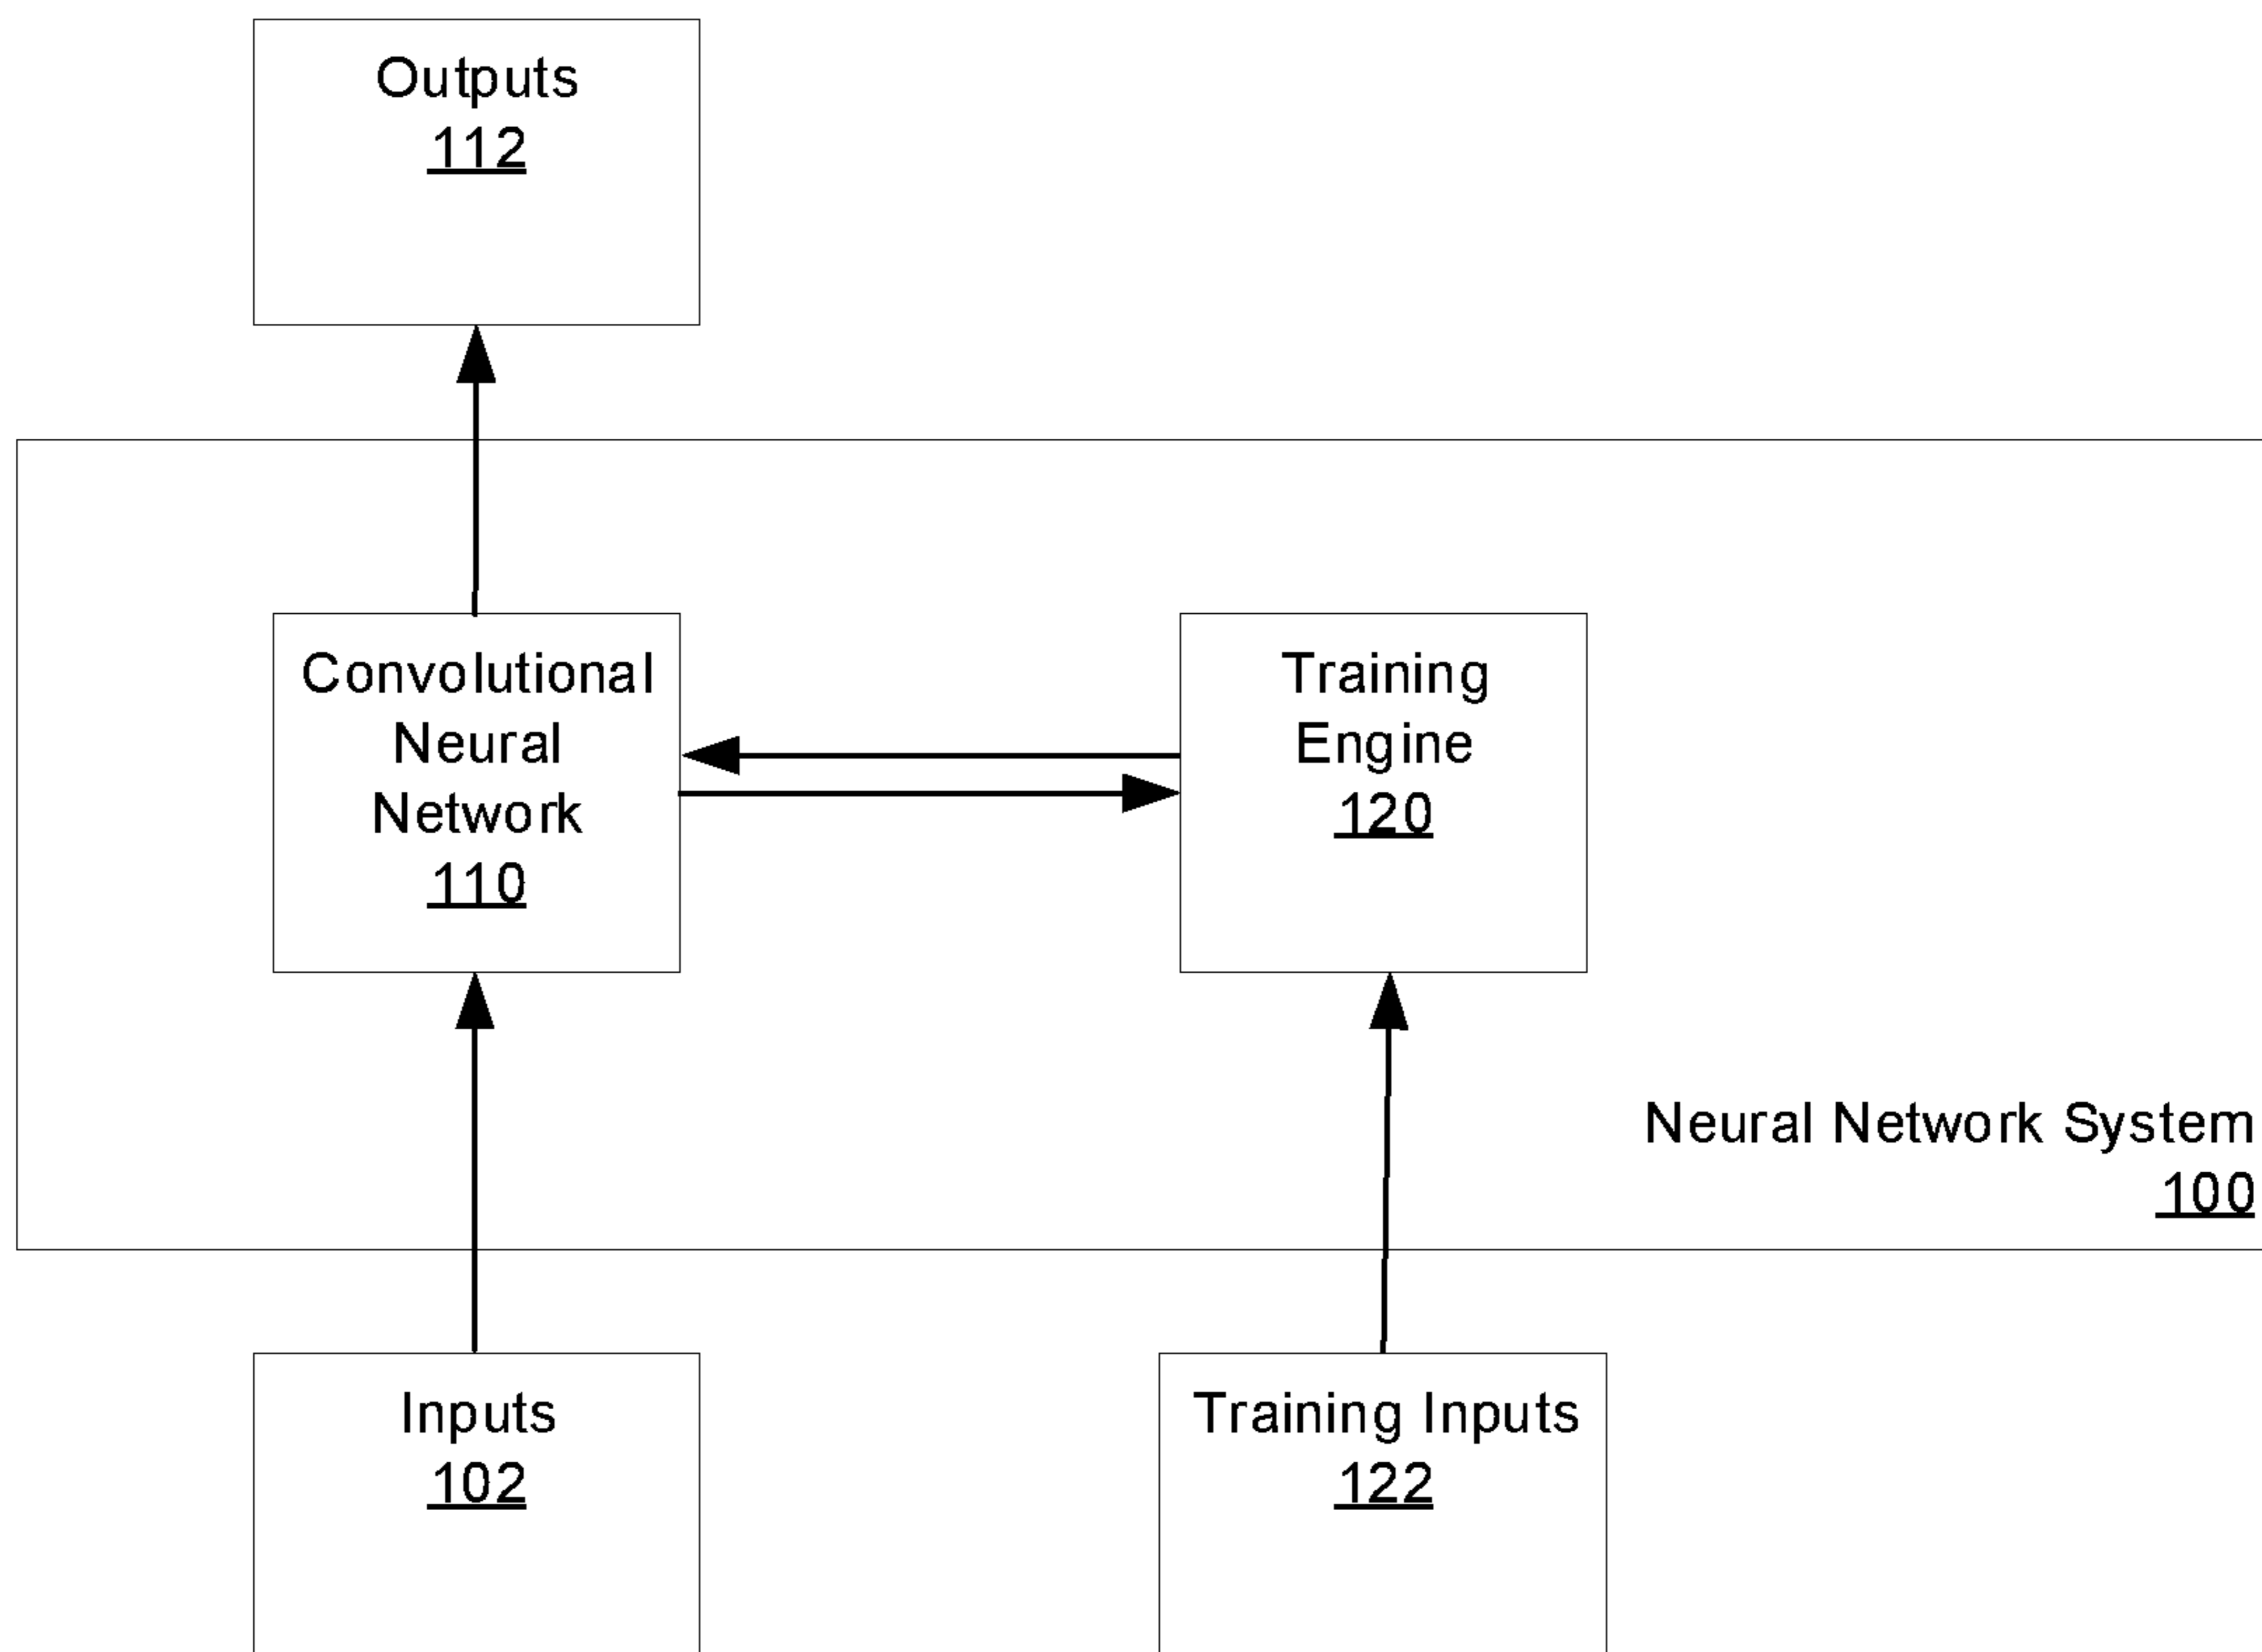 Outputs
112
Convolutional
Neural
Network
110
Training
Engine
120
Neural Network System
100
Inputs
102
Training Inputs
122